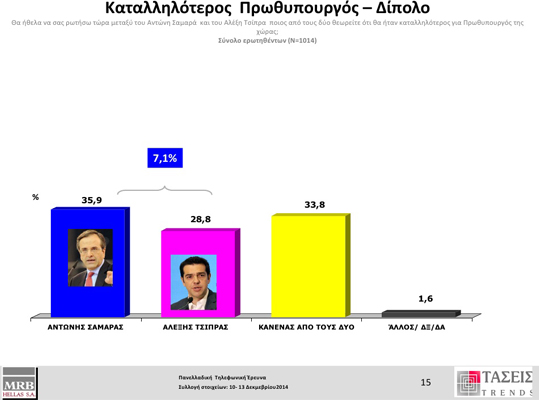 Καταλληλότερος Πρωθυπουργός – Δίπολο
Θα ήθελα να σας ρωτήσω τώρα μεταξύ του Αντώνη Σαμαρά και του Αλέξη Τσίπρα ποιος από τους δύο θεωρείτε ότι θα ήταν καταλληλότερος για Πρωθυπουργός της
χώρας;
Σύνολο ερωτηθέντων (N=1014)
7,1%
%
35,9
28,8
33,8
1,6
ΑΝΤΩΝΗΣ ΣΑΜΑΡΑΣ
ΑΛΕΞΗΣ ΤΣΙΠΡΑΣ
ΚΑΝΕΝΑΣ ΑΠΟ ΤΟΥΣ ΔΥΟ
ΆΛΛΟΣ/ ΔΞ/ΔΑ
MRB
HELLAS S.A.
Πανελλαδική Τηλεφωνική Έρευνα
Συλλογή στοιχείων: 10- 13 Δεκεμβρίου2014
15
ΤΑΣΕΙΣ
TRENDS